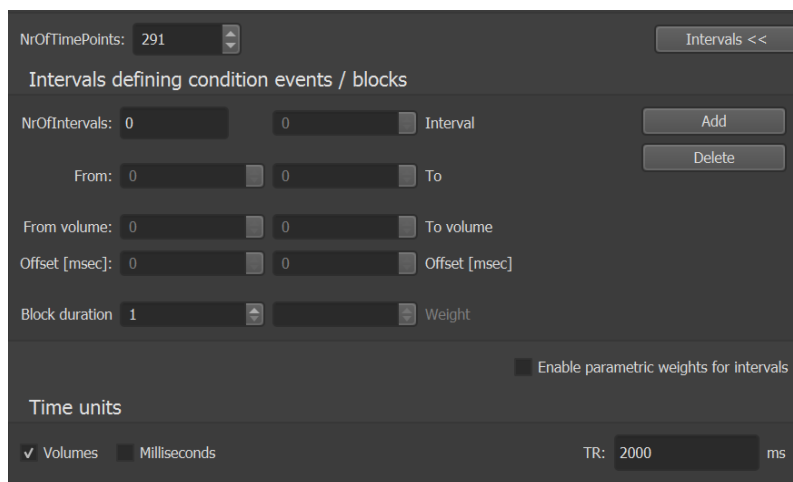 NrOfTimePoints: 291 Intervals <<
Intervals defining condition events / blocks
NrOfIntervals: 0 0 Interval Add
Delete
From: 0 0 To
From volume: 0 0 To volume
Offset [msec]: 0 0 Offset [msec]
Block duration 1 Weight
Enable parametric weights for intervals
Time units
Volumes Milliseconds TR: 2000 ms